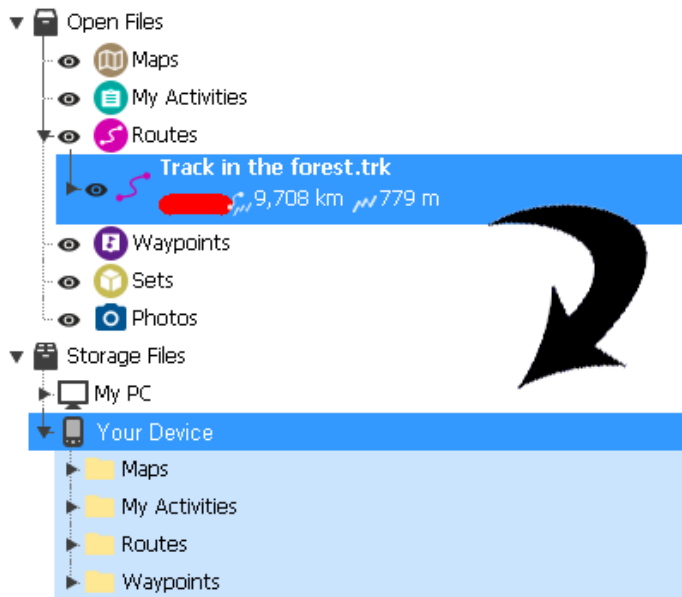 Open Files
Maps
My Activities
Routes
Track in the forest.trk
9,708 km 779 m
Waypoints
Sets
Photos
Storage Files
My PC
Your Device
Maps
My Activities
Routes
Waypoints